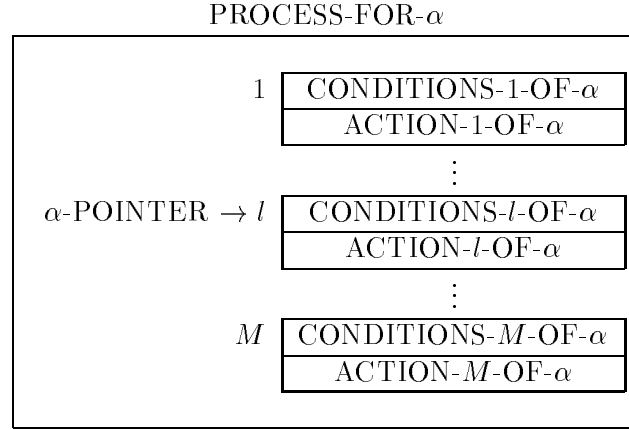 PROCESS-FOR-α
1 CONDITIONS-1-OF-α
ACTION-1-OF-α
⋮
α-POINTER → l CONDITIONS-l-OF-α
ACTION-l-OF-α
⋮
M CONDITIONS-M-OF-α
ACTION-M-OF-α